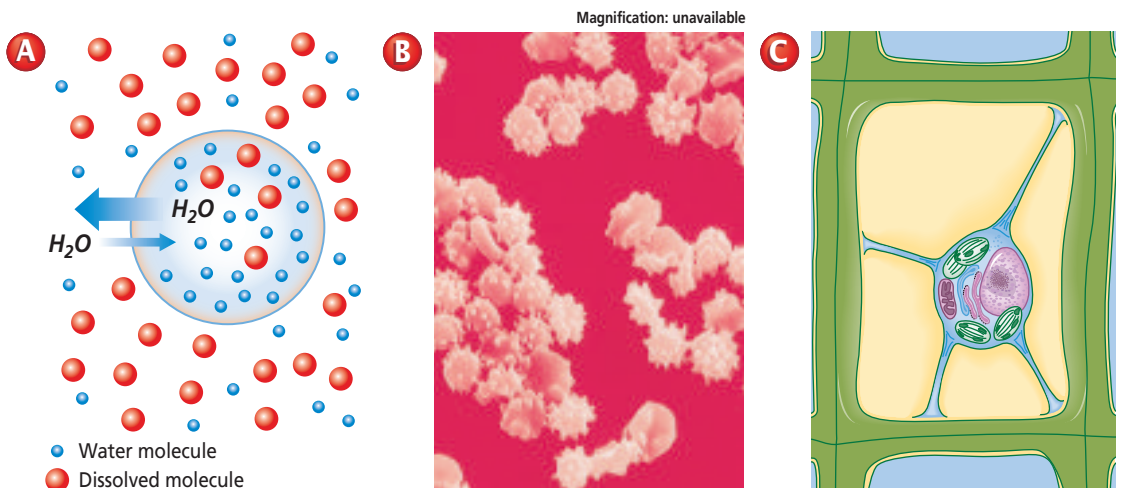 Magnification: unavailable
A
B
C
H₂O
H₂O
Water molecule
Dissolved molecule